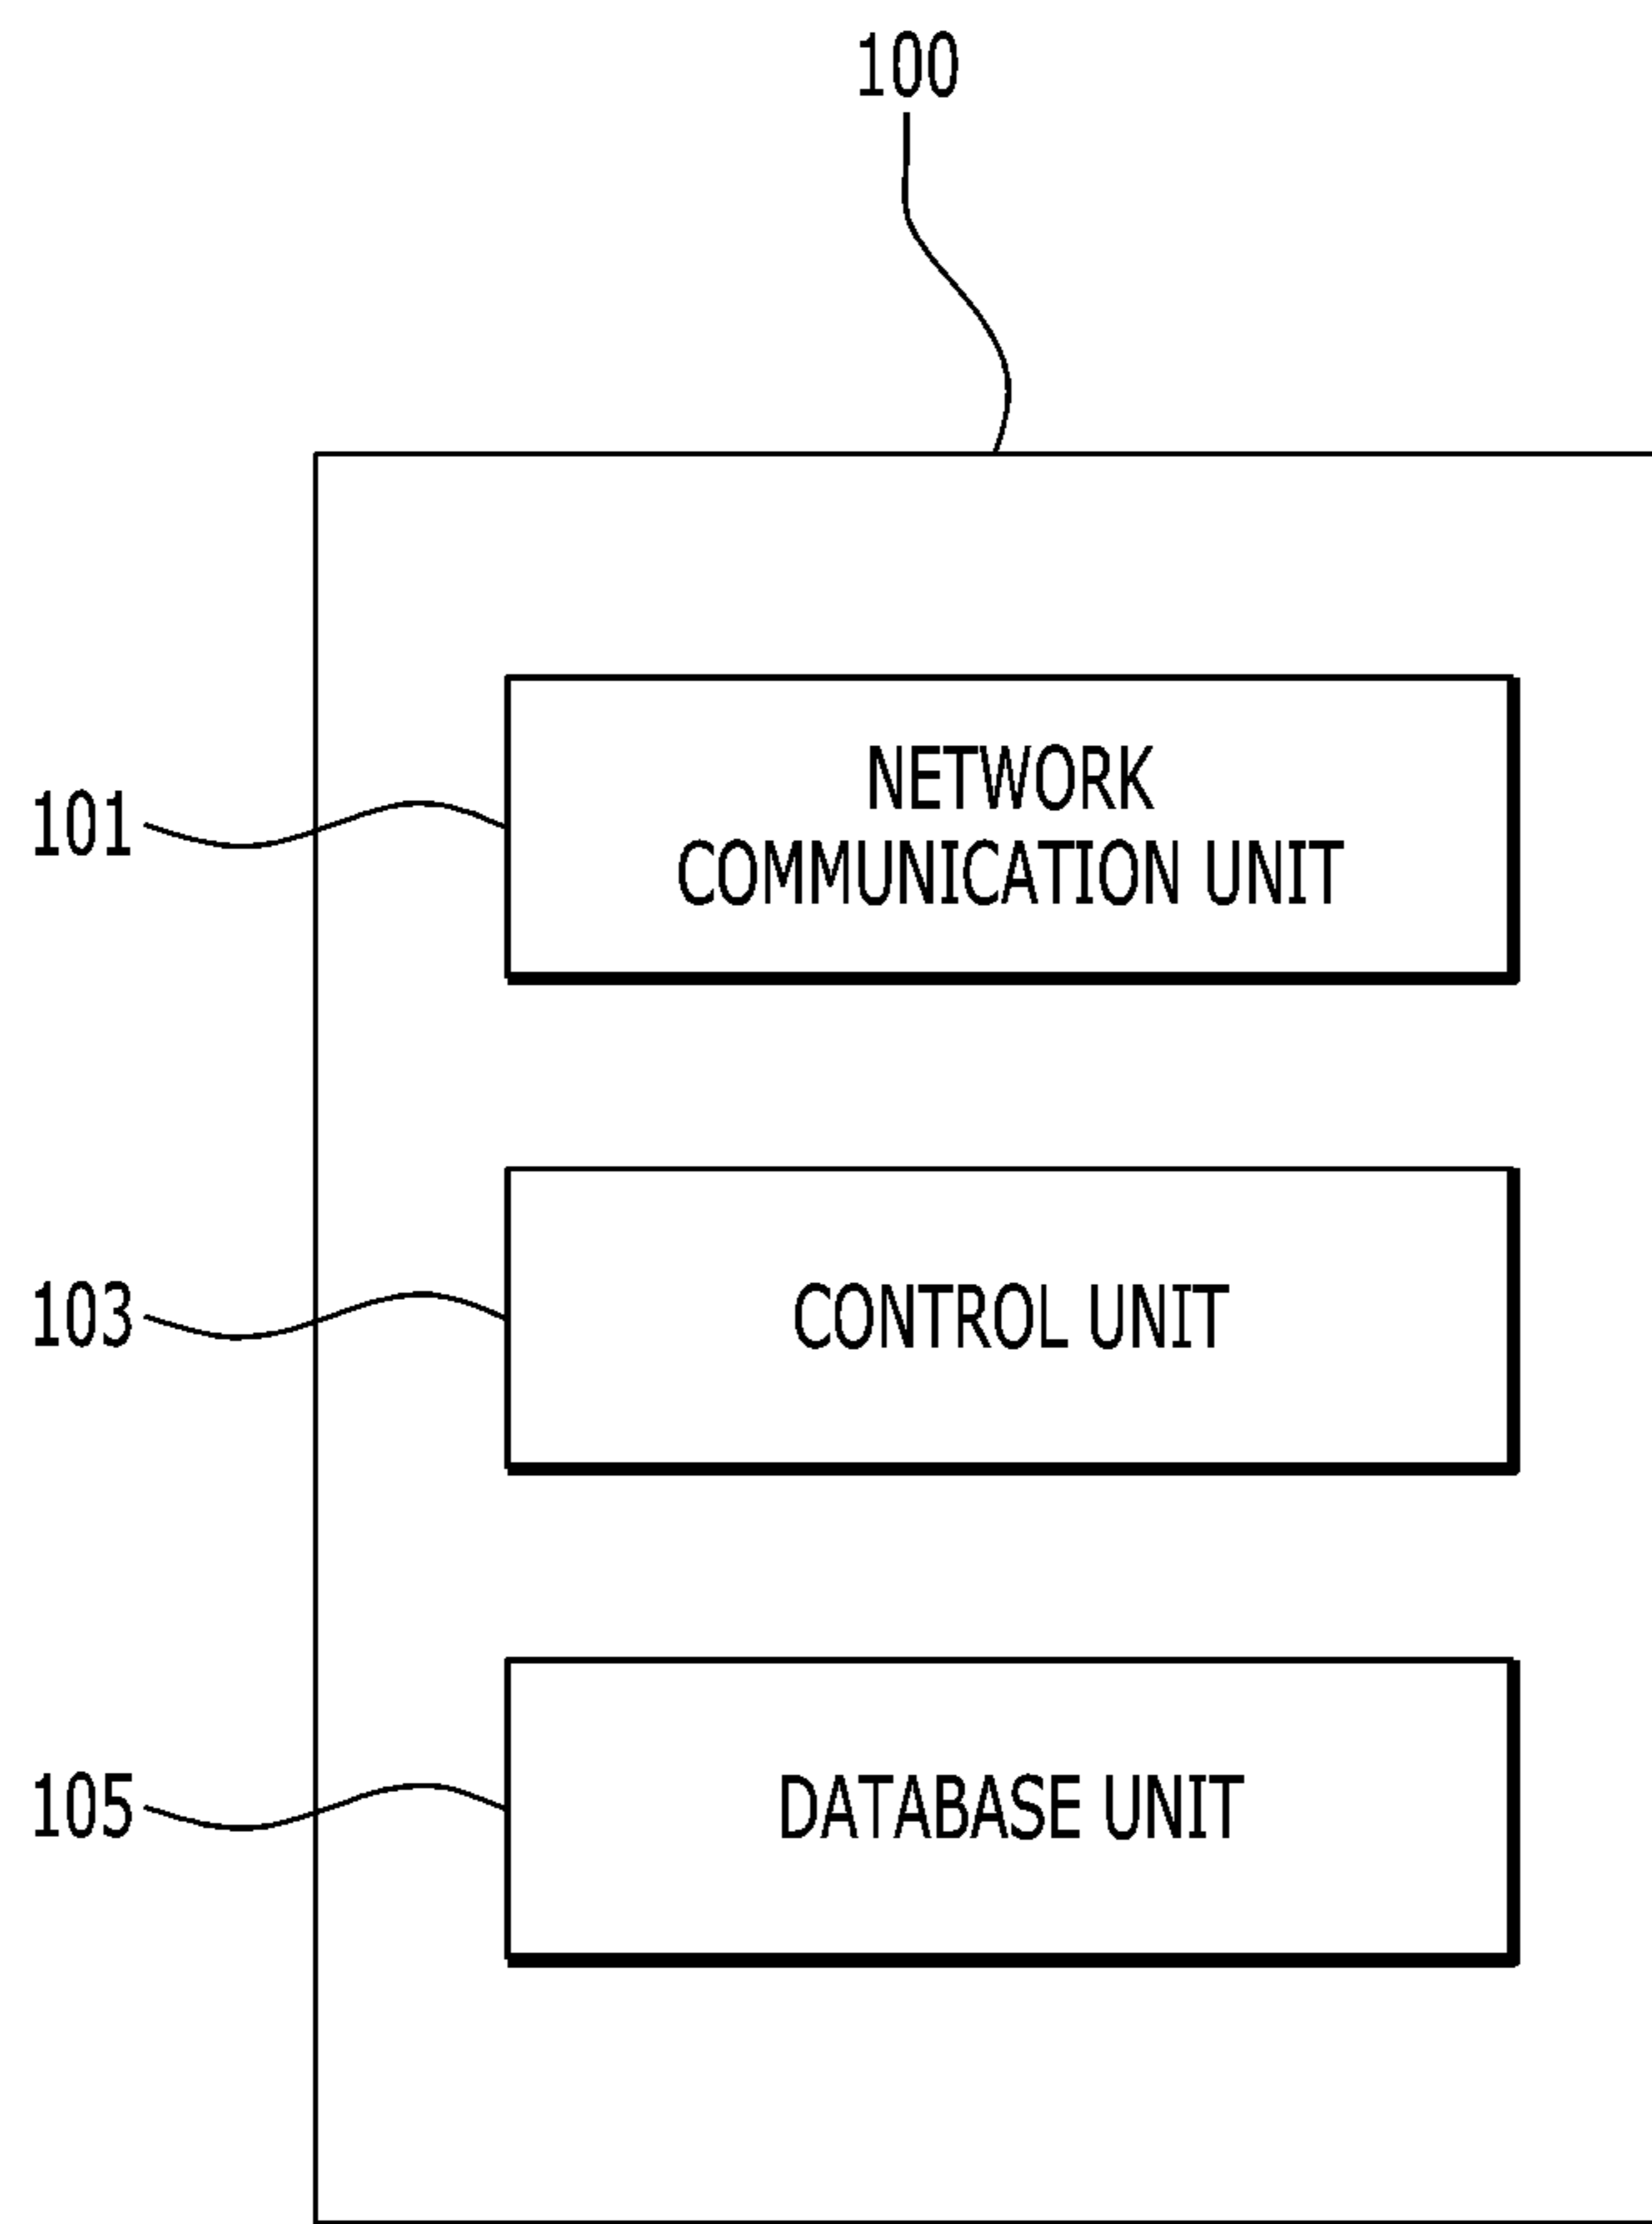 100
101
NETWORK
COMMUNICATION UNIT
103
CONTROL UNIT
105
DATABASE UNIT